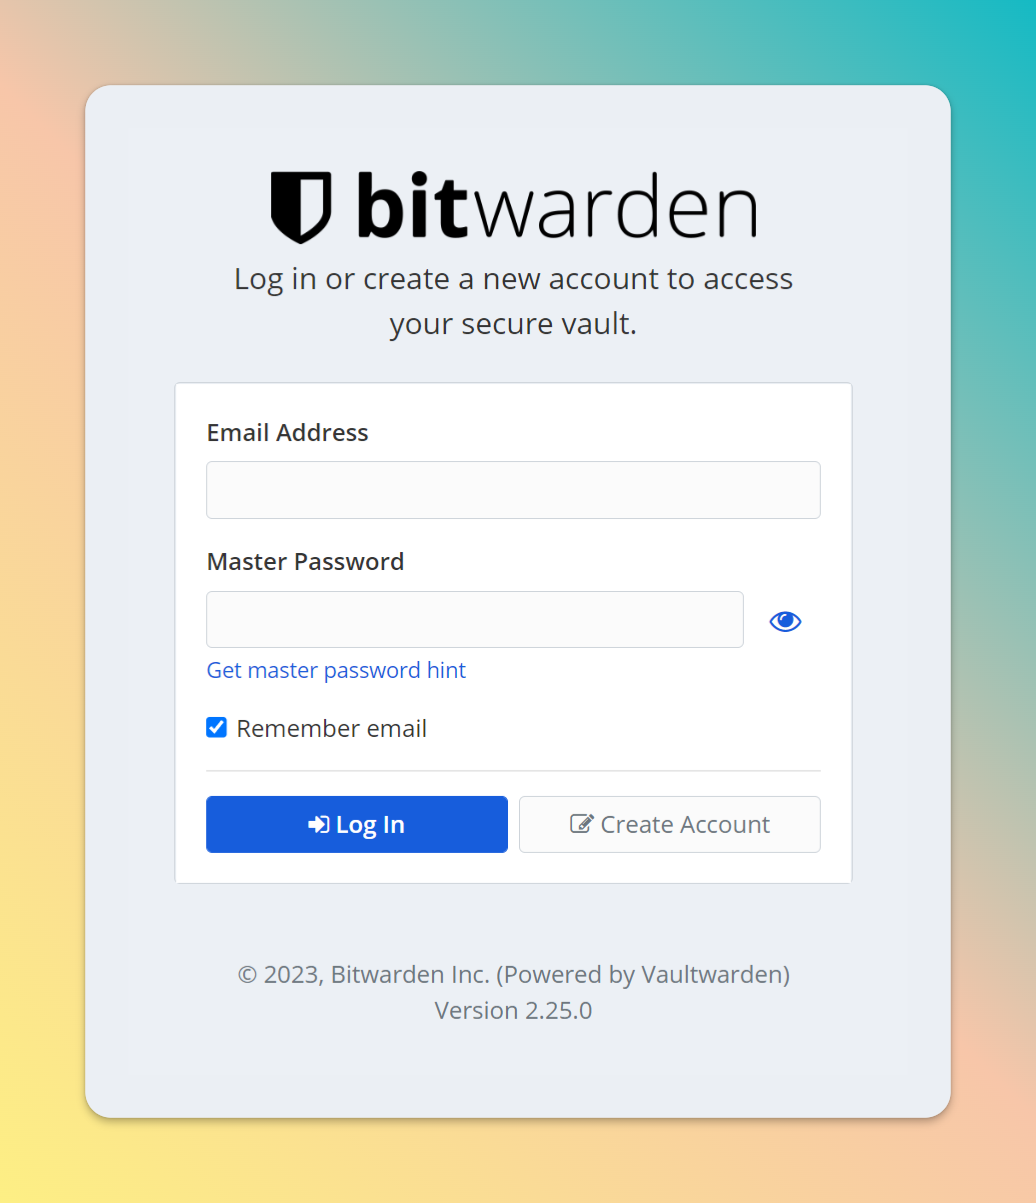 bitwarden
Log in or create a new account to access
your secure vault.
Email Address
Master Password
Get master password hint
Remember email
Log In
Create Account
© 2023, Bitwarden Inc. (Powered by Vaultwarden)
Version 2.25.0